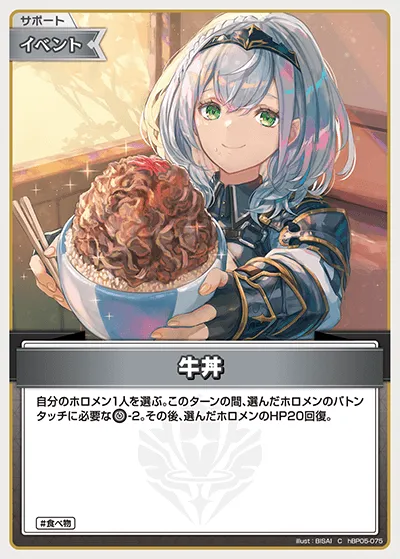 サポート
イベント
牛丼
自分のホロメン1人を選ぶ。このターンの間、選んだホロメンのバトン
タッチに必要な-2。その後、選んだホロメンのHP20回復。
#食べ物
illust : BISAI C hBP05-075